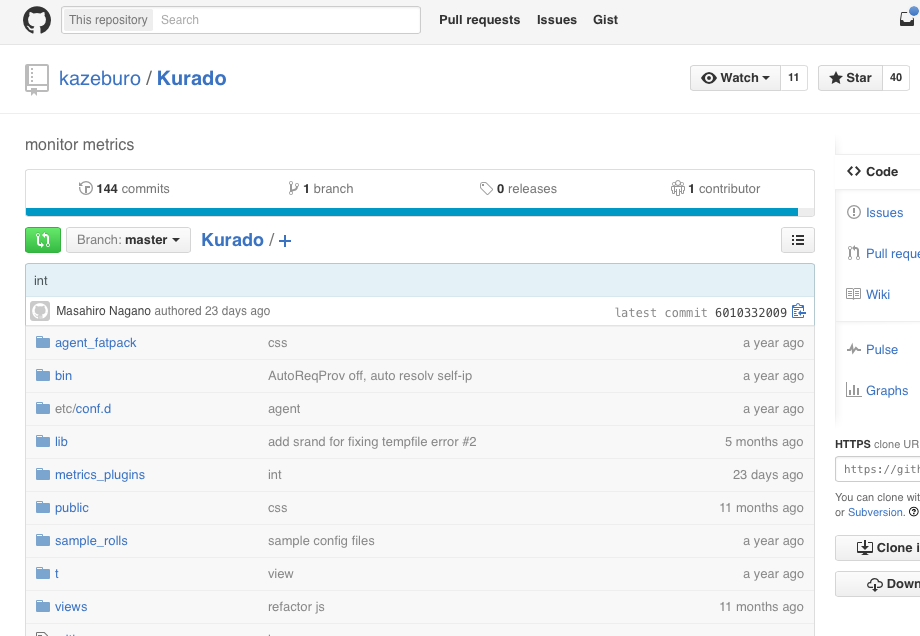 This repository Search Pull requests Issues Gist
kazeburo / Kurado Watch 11 Star 40
monitor metrics
144 commits 1 branch 0 releases 1 contributor
Branch: master Kurado / +
int
Masahiro Nagano authored 23 days ago latest commit 6010332009
agent_fatpack css a year ago
bin AutoReqProv off, auto resolv self-ip a year ago
etc/conf.d agent a year ago
lib add srand for fixing tempfile error #2 5 months ago
metrics_plugins int 23 days ago
public css 11 months ago
sample_rolls sample config files a year ago
t view a year ago
views refactor js 11 months ago
Code
Issues
Pull reque
Wiki
Pulse
Graphs
HTTPS clone UR
https://gith
You can clone wit
or Subversion.
Clone i
Down